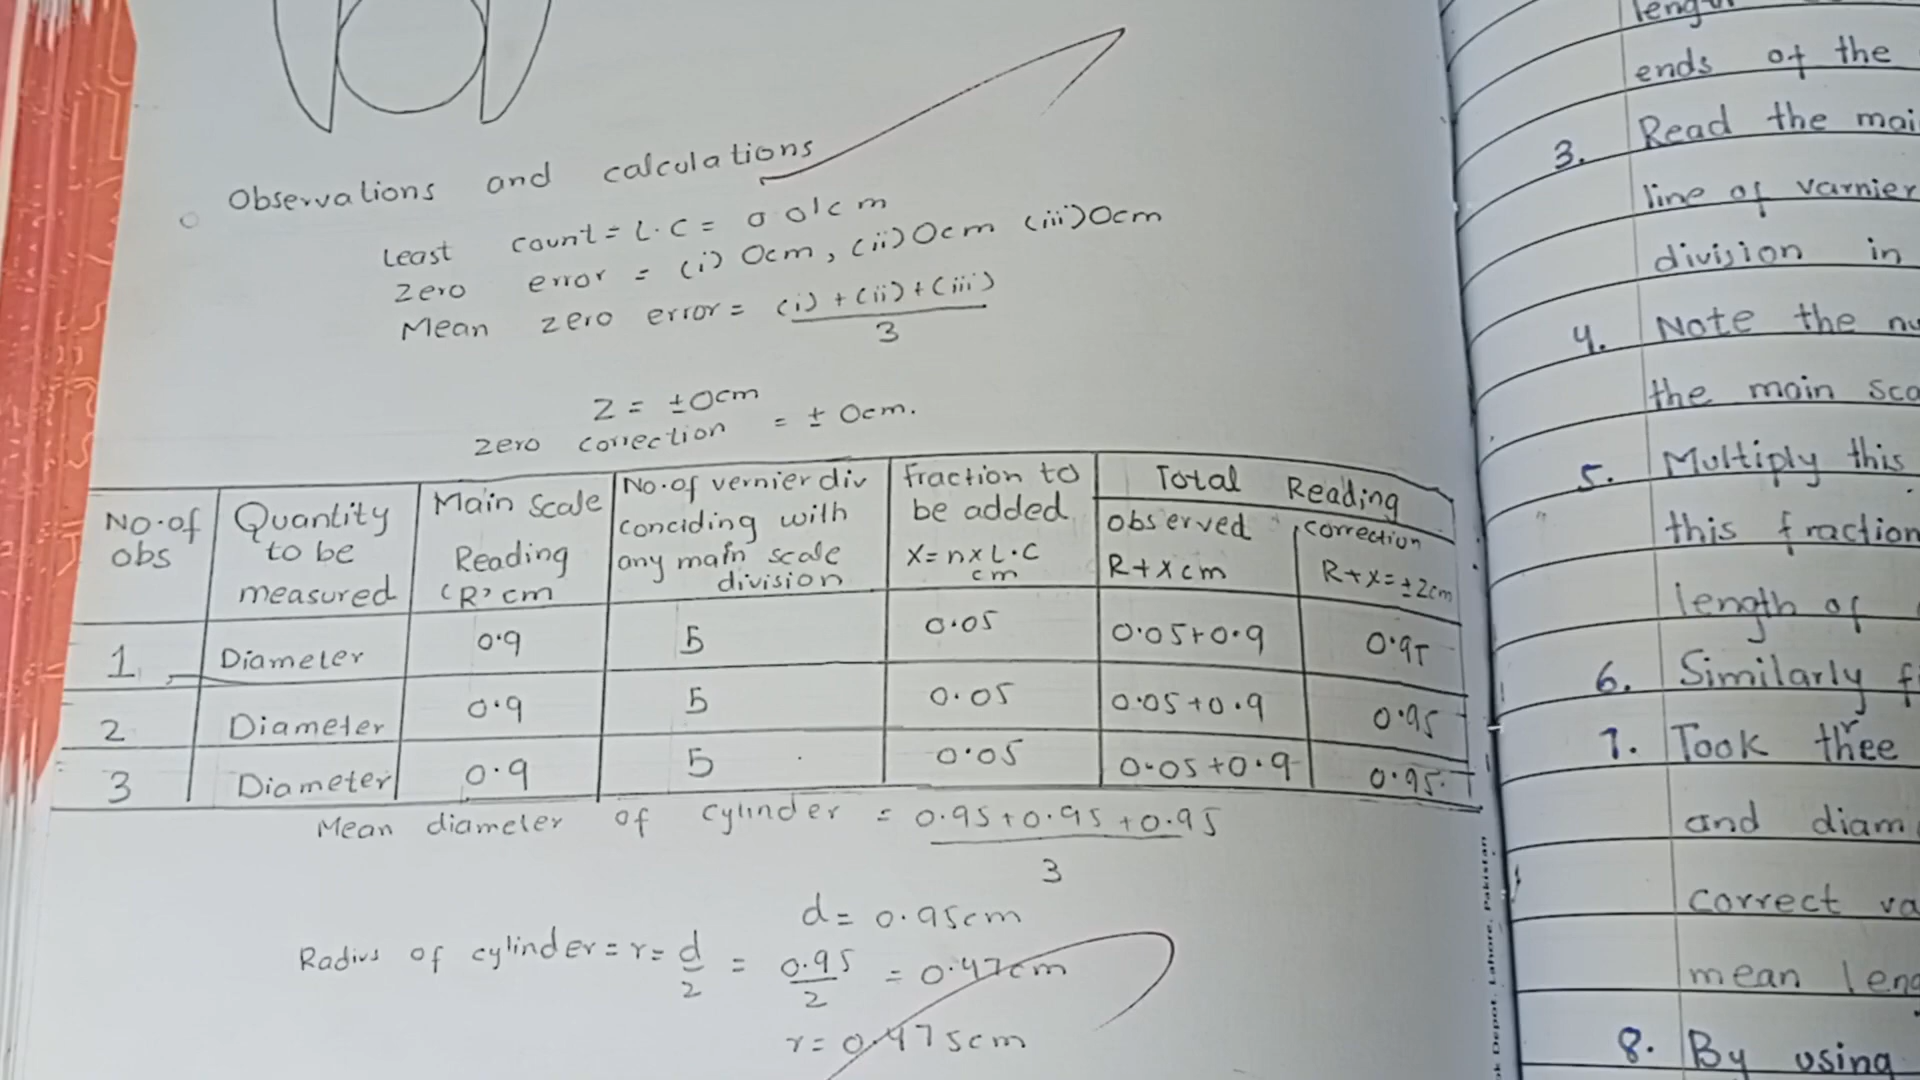 Observations and calculations
Least count = L.C = 0.01cm
Zero error = (i) 0cm, (ii) 0cm (iii) 0cm
Mean zero error = (i) + (ii) + (iii)
3
Z = ±0cm
Zero correction = ± 0cm.
No. of obs
Quantity to be measured
Main Scale Reading (R) cm
No. of vernier div conciding with any main scale division
Fraction to be added X = n x L.C cm
Total Reading
observed R+xcm
correction R+X=±2cm
1 Diameter 0.9 5 0.05 0.05+0.9 0.95
2 Diameter 0.9 5 0.05 0.05+0.9 0.95
3 Diameter 0.9 5 0.05 0.05+0.9 0.95
Mean diameter of cylinder = 0.95+0.95+0.95
3
d = 0.95cm
Radius of cylinder = r = d/2 = 0.95/2 = 0.47cm
r = 0.475cm
Depot. Lahore, Pakistan
ends of the
3. Read the mai
line of varnier
division in
4. Note the nu
the main sca
5. Multiply this
this fraction
length of
6. Similarly fi
7. Took three
and diam
correct va
mean leng
8. By using